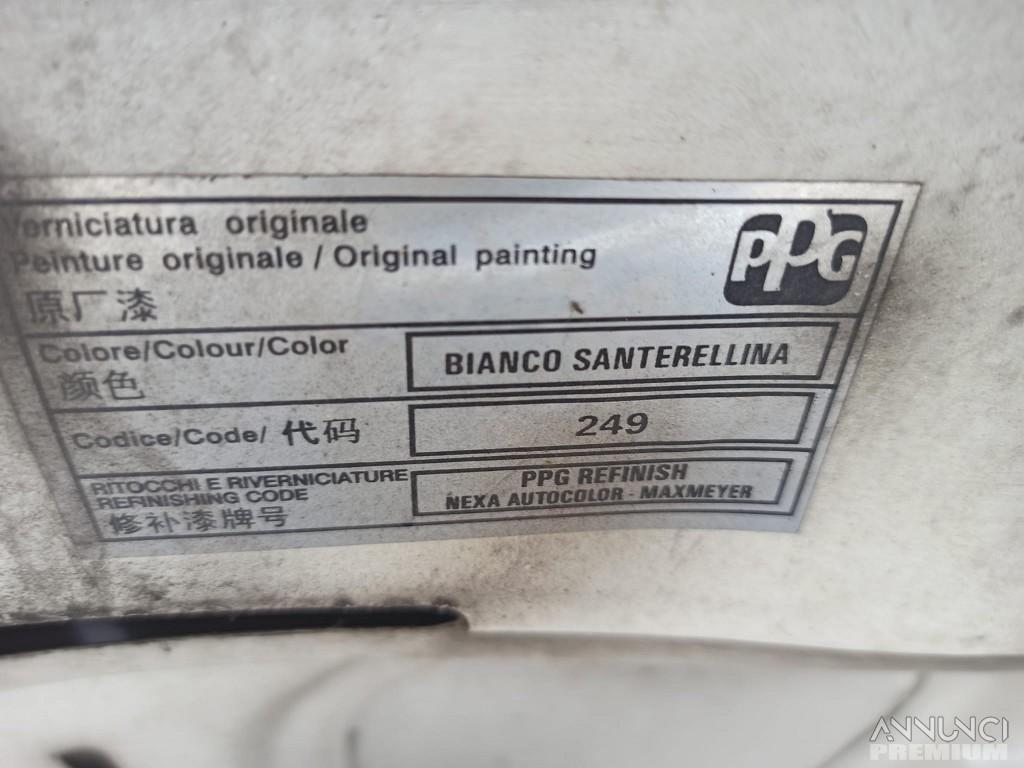 Verniciatura originale
Peinture originale / Original painting
原厂漆
PPG
Colore/Colour/Color
颜色
BIANCO SANTERELLINA
Codice/Code/ 代码
249
RITOCCHI E RIVERNICIATURE
REFINISHING CODE
修补漆牌号
PPG REFINISH
NEXA AUTOCOLOR - MAXMEYER
ANNUNCI
PREMIUM